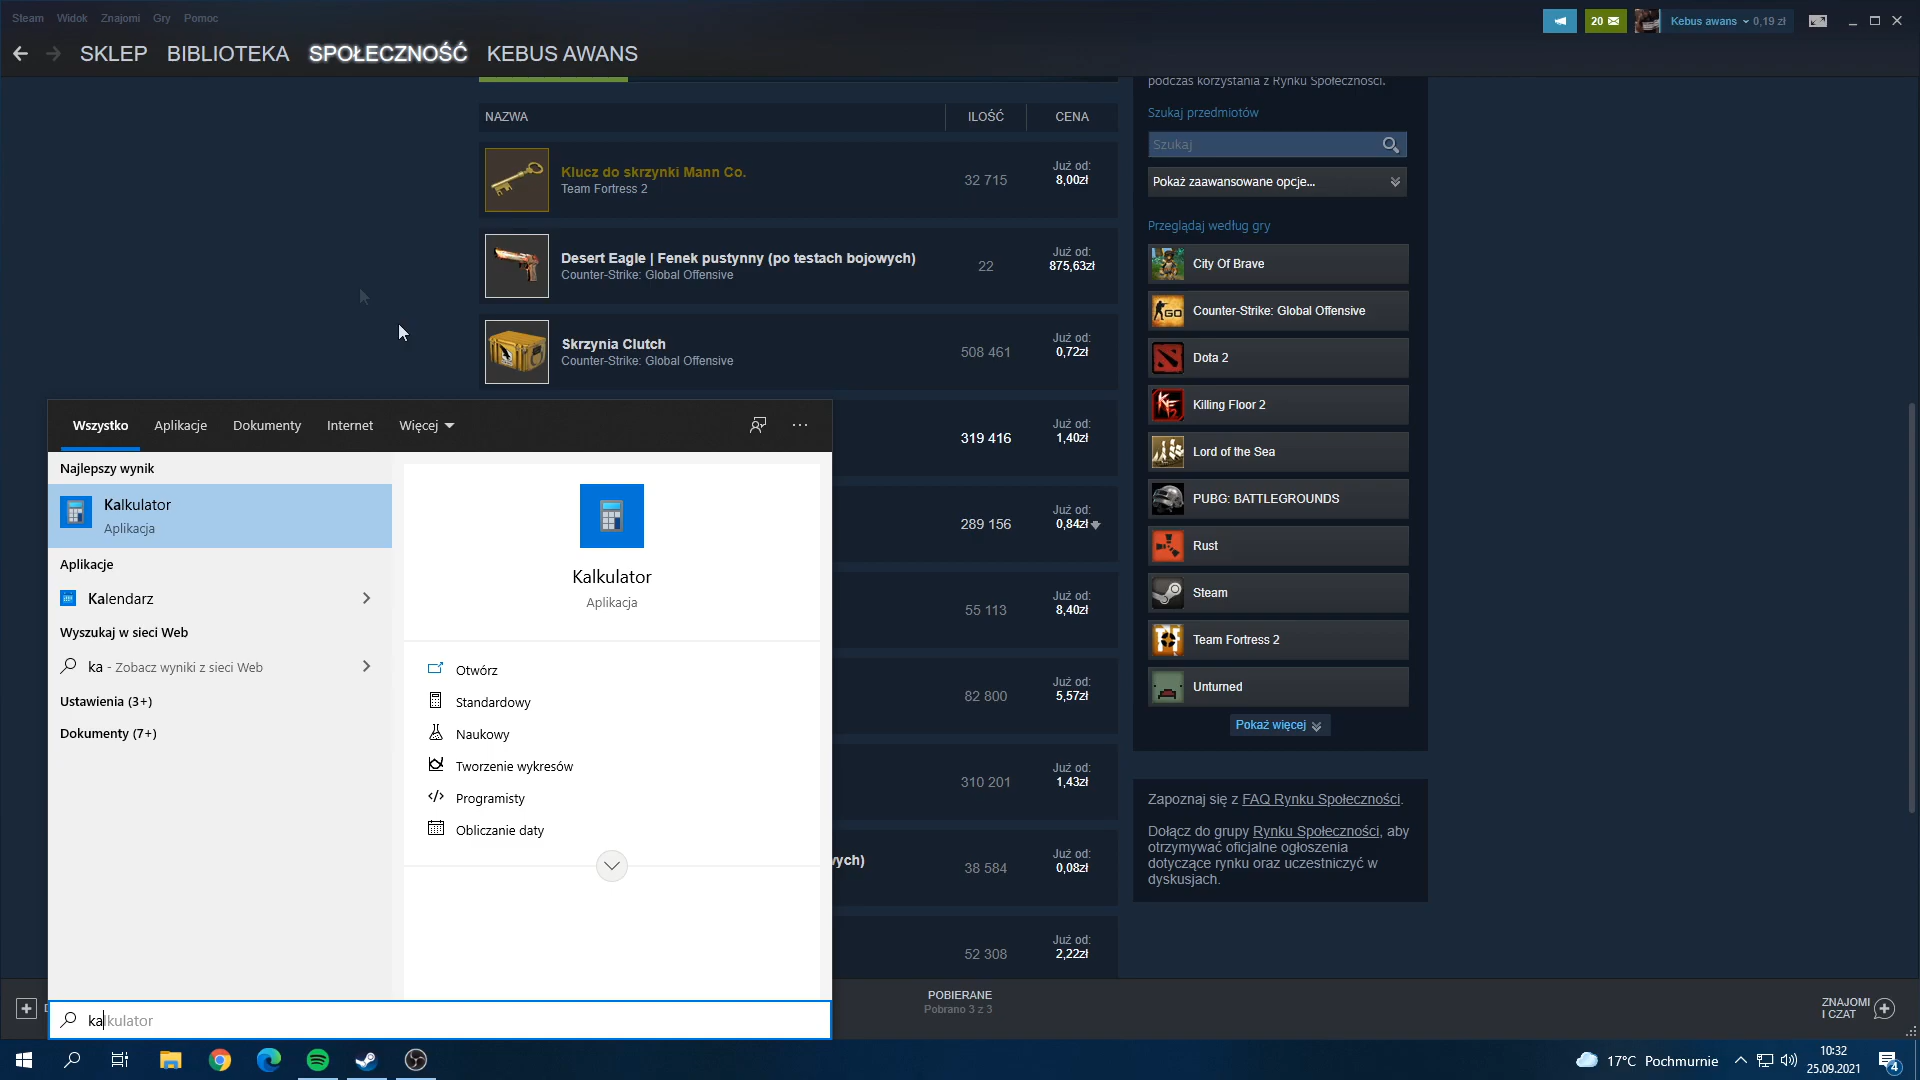 Steam Widok Znajomi Gry Pomoc
20
Kebus awans 0,19 zł
SKLEP BIBLIOTEKA SPOŁECZNOŚĆ KEBUS AWANS
podczas korzystania z Rynku Społeczności.
NAZWA ILOŚĆ CENA
Klucz do skrzynki Mann Co.
Team Fortress 2
32 715
Już od:
8,00zł
Desert Eagle | Fenek pustynny (po testach bojowych)
Counter-Strike: Global Offensive
22
Już od:
875,63zł
Skrzynia Clutch
Counter-Strike: Global Offensive
508 461
Już od:
0,72zł
319 416
Już od:
1,40zł
289 156
Już od:
0,84zł
55 113
Już od:
8,40zł
82 800
Już od:
5,57zł
310 201
Już od:
1,43zł
wych)
38 584
Już od:
0,08zł
52 308
Już od:
2,22zł
Szukaj przedmiotów
Szukaj
Pokaż zaawansowane opcje...
Przeglądaj według gry
City Of Brave
Counter-Strike: Global Offensive
Dota 2
Killing Floor 2
Lord of the Sea
PUBG: BATTLEGROUNDS
Rust
Steam
Team Fortress 2
Unturned
Pokaż więcej
Zapoznaj się z FAQ Rynku Społeczności.
Dołącz do grupy Rynku Społeczności, aby
otrzymywać oficjalne ogłoszenia
dotyczące rynku oraz uczestniczyć w
dyskusjach.
Wszystko Aplikacje Dokumenty Internet Więcej
Najlepszy wynik
Kalkulator
Aplikacja
Aplikacje
Kalendarz
Wyszukaj w sieci Web
ka - Zobacz wyniki z sieci Web
Ustawienia (3+)
Dokumenty (7+)
Kalkulator
Aplikacja
Otwórz
Standardowy
Naukowy
Tworzenie wykresów
Programisty
Obliczanie daty
kalkulator
POBIERANE
Pobrano 3 z 3
ZNAJOMI
I CZAT
17°C Pochmurnie
10:32
25.09.2021
4